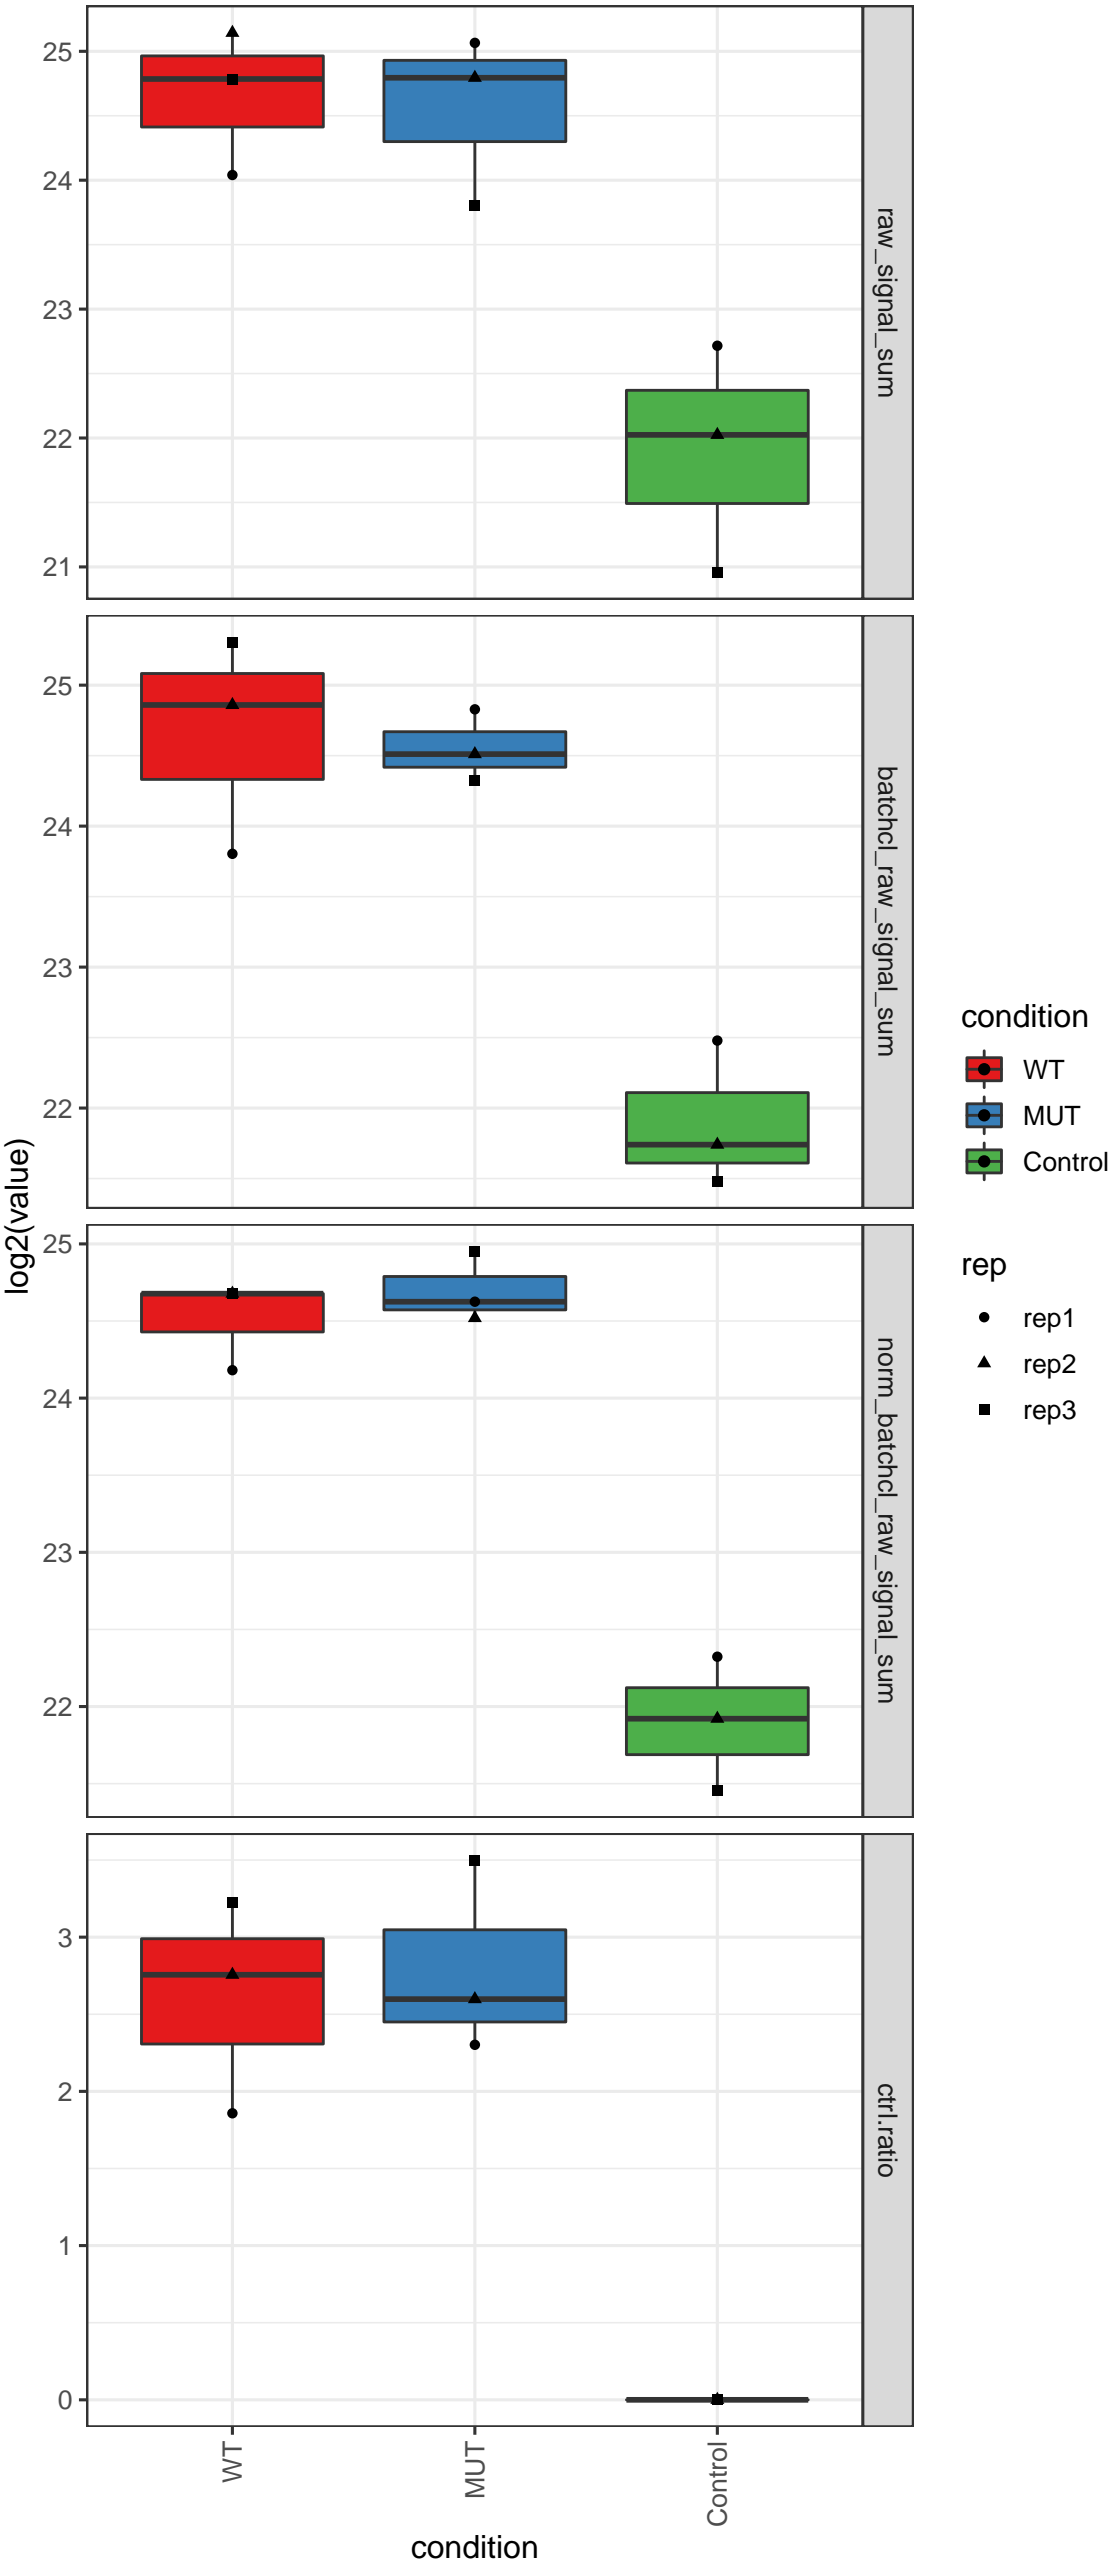 25
24
23
22
21
raw_signal_sum
25
24
23
22
batchcl_raw_signal_sum
25
24
23
22
norm_batchcl_raw_signal_sum
3
2
1
0
ctrl.ratio
log2(value)
WT
MUT
Control
condition
condition
WT
MUT
Control
rep
rep1
rep2
rep3